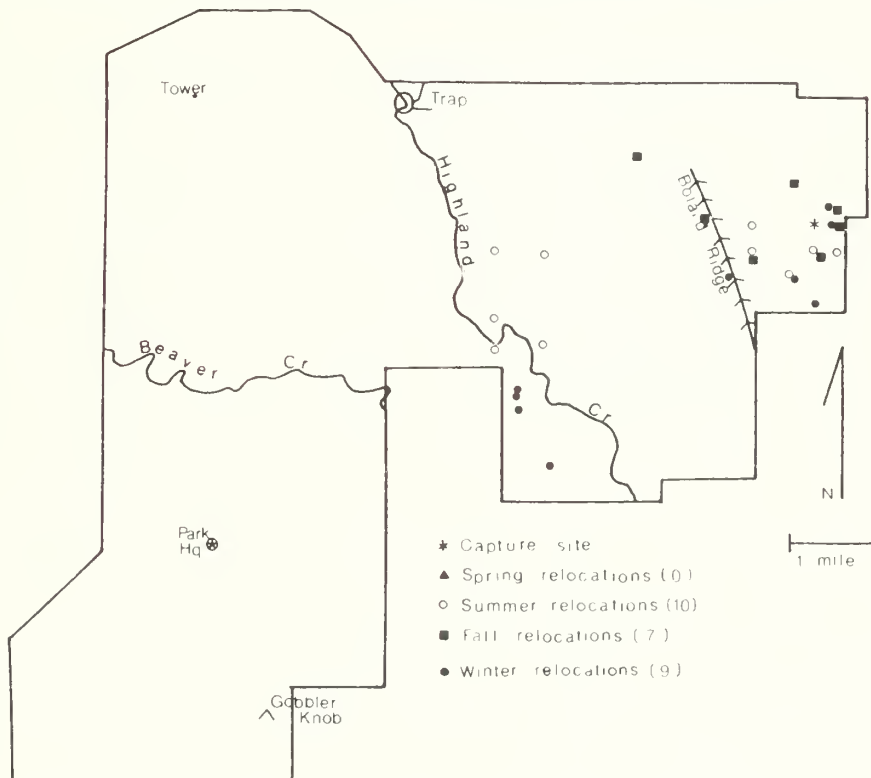 Tower
Trap
Highland
Boland Ridge
Beaver Cr
Cr
Park
Hq
N
Capture site
1 mile
Spring relocations (0)
Summer relocations (10)
Fall relocations (7)
Winter relocations (9)
Gobbler
Knob